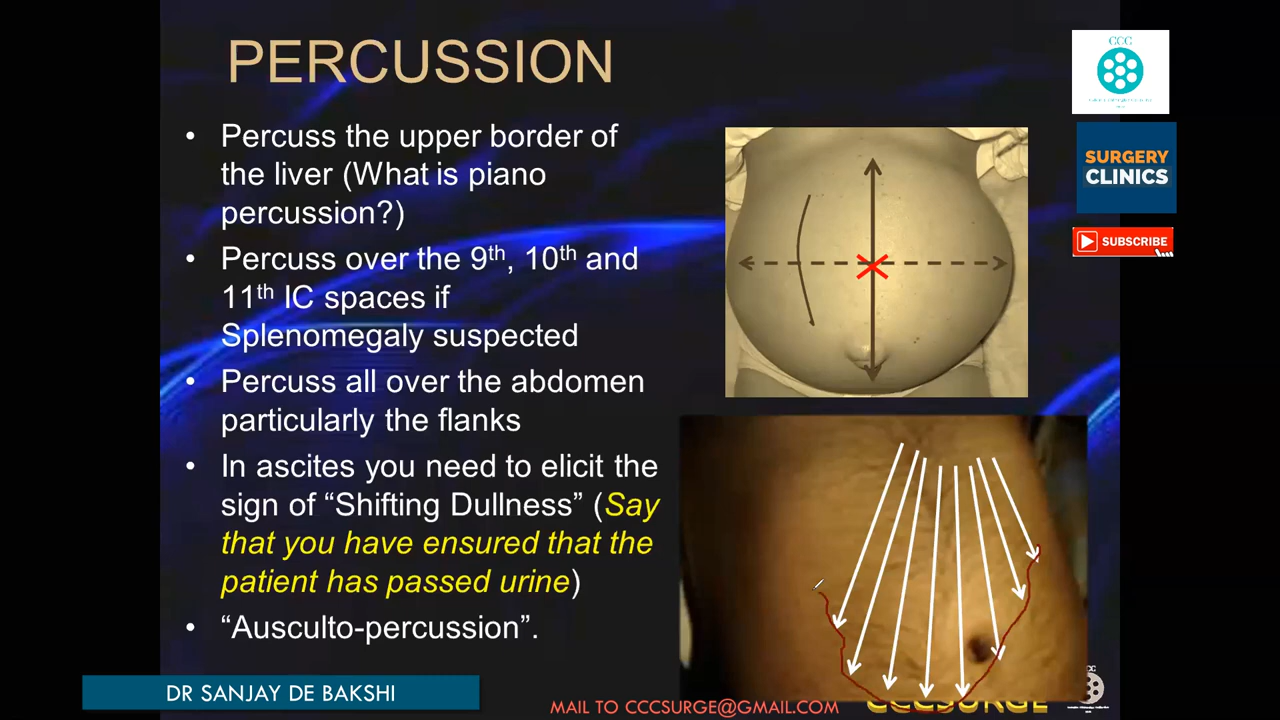 PERCUSSION
• Percuss the upper border of
the liver (What is piano
percussion?)
• Percuss over the 9th, 10th and
11th IC spaces if
Splenomegaly suspected
• Percuss all over the abdomen
particularly the flanks
• In ascites you need to elicit the
sign of “Shifting Dullness” (Say
that you have ensured that the
patient has passed urine)
• “Ausculto-percussion”.
CCC
SURGERY
CLINICS
SUBSCRIBE
DR SANJAY DE BAKSHI
MAIL TO CCCSURGE@GMAIL.COM
CCCSURGE